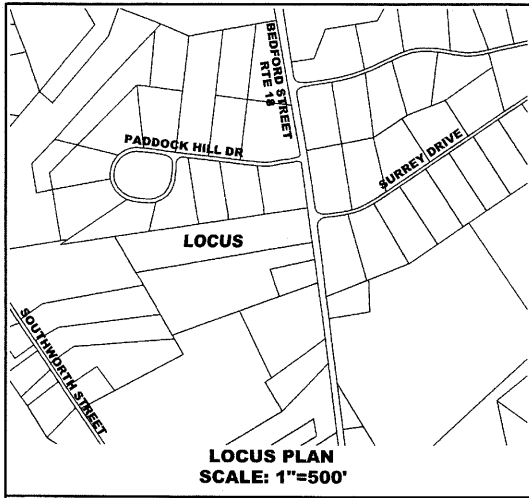 BEDFORD STREET
RTE 18
PADDOCK HILL DR
SURREY DRIVE
LOCUS
SOUTHWORTH STREET
LOCUS PLAN
SCALE: 1"=500'